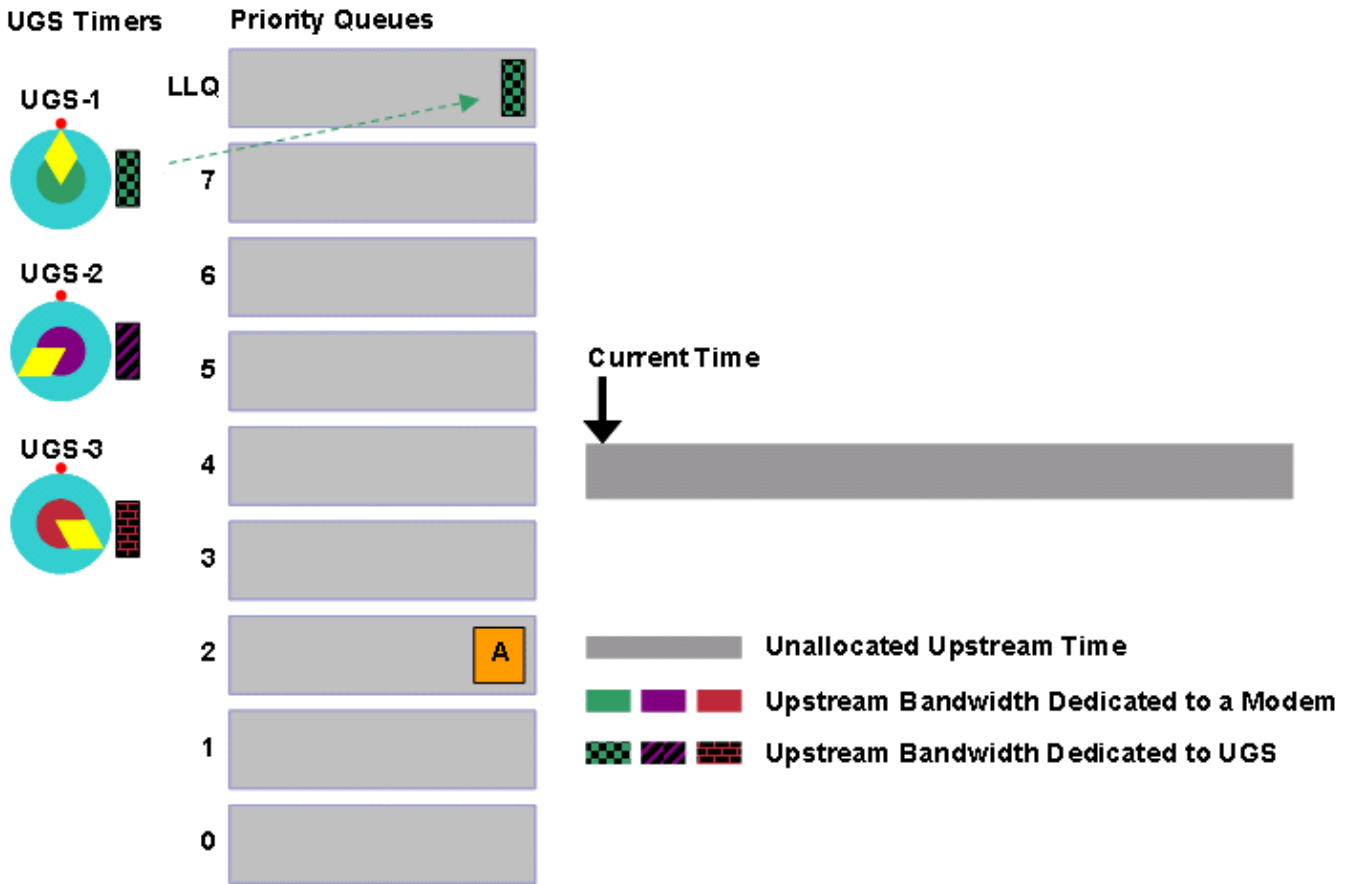 UGS Timers
Priority Queues
LLQ
UGS-1
7
UGS-2
6
5
Current Time
UGS-3
4
3
2
A
Unallocated Upstream Time
Upstream Bandwidth Dedicated to a Modem
1
Upstream Bandwidth Dedicated to UGS
0